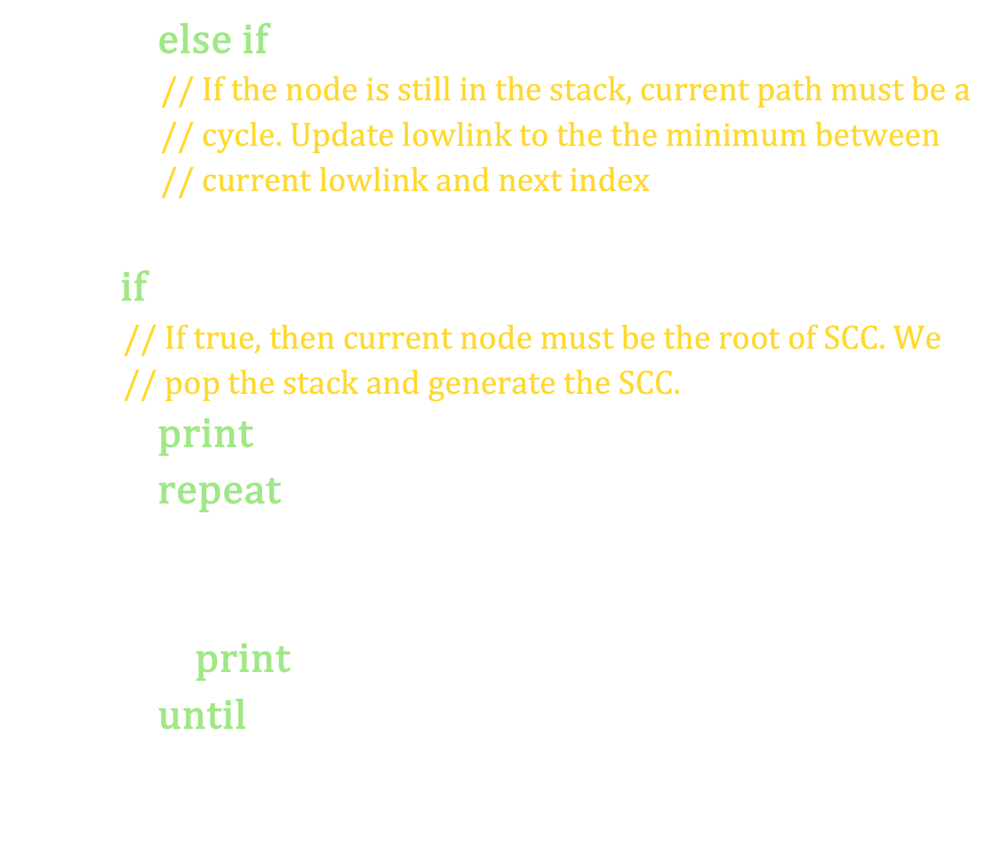 else if
// If the node is still in the stack, current path must be a
// cycle. Update lowlink to the the minimum between
// current lowlink and next index
if
// If true, then current node must be the root of SCC. We
// pop the stack and generate the SCC.
print
repeat
print
until